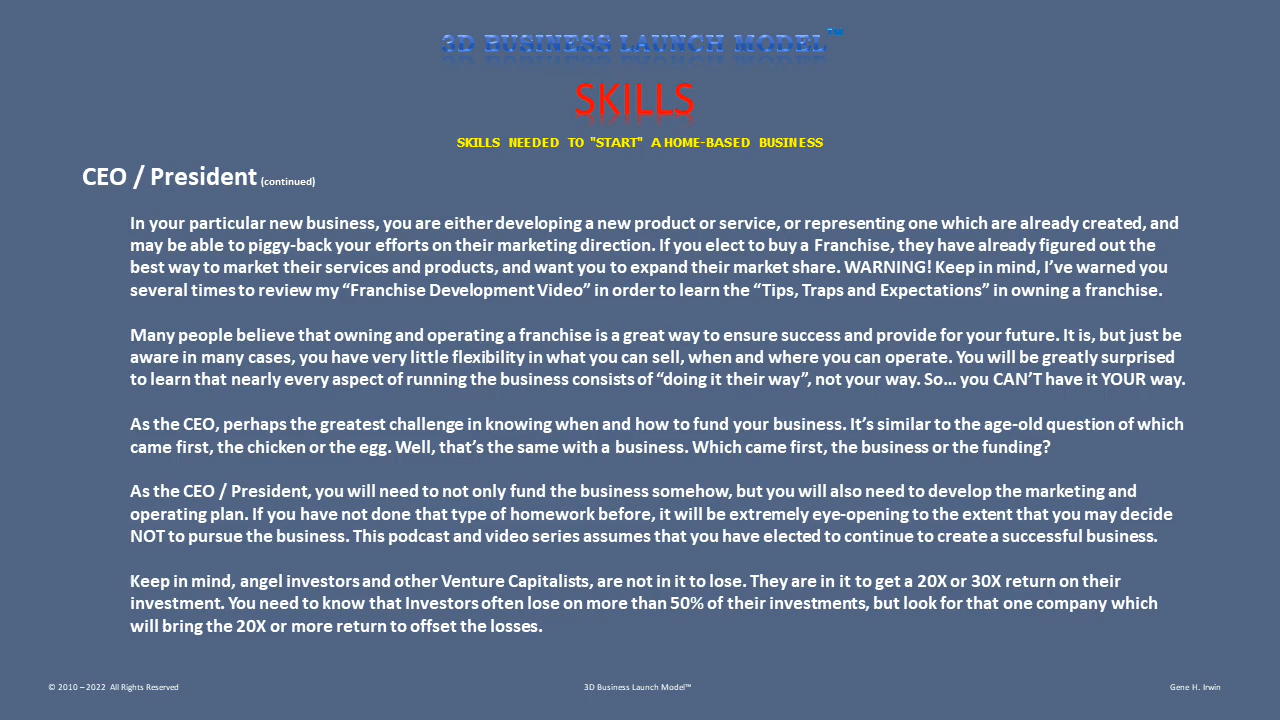 3D BUSINESS LAUNCH MODEL™
SKILLS
SKILLS NEEDED TO "START" A HOME-BASED BUSINESS
CEO / President (continued)
In your particular new business, you are either developing a new product or service, or representing one which are already created, and
may be able to piggy-back your efforts on their marketing direction. If you elect to buy a Franchise, they have already figured out the
best way to market their services and products, and want you to expand their market share. WARNING! Keep in mind, I’ve warned you
several times to review my “Franchise Development Video” in order to learn the “Tips, Traps and Expectations” in owning a franchise.
Many people believe that owning and operating a franchise is a great way to ensure success and provide for your future. It is, but just be
aware in many cases, you have very little flexibility in what you can sell, when and where you can operate. You will be greatly surprised
to learn that nearly every aspect of running the business consists of “doing it their way”, not your way. So... you CAN’T have it YOUR way.
As the CEO, perhaps the greatest challenge in knowing when and how to fund your business. It’s similar to the age-old question of which
came first, the chicken or the egg. Well, that’s the same with a business. Which came first, the business or the funding?
As the CEO / President, you will need to not only fund the business somehow, but you will also need to develop the marketing and
operating plan. If you have not done that type of homework before, it will be extremely eye-opening to the extent that you may decide
NOT to pursue the business. This podcast and video series assumes that you have elected to continue to create a successful business.
Keep in mind, angel investors and other Venture Capitalists, are not in it to lose. They are in it to get a 20X or 30X return on their
investment. You need to know that Investors often lose on more than 50% of their investments, but look for that one company which
will bring the 20X or more return to offset the losses.
© 2010 – 2022 All Rights Reserved
3D Business Launch Model™
Gene H. Irwin